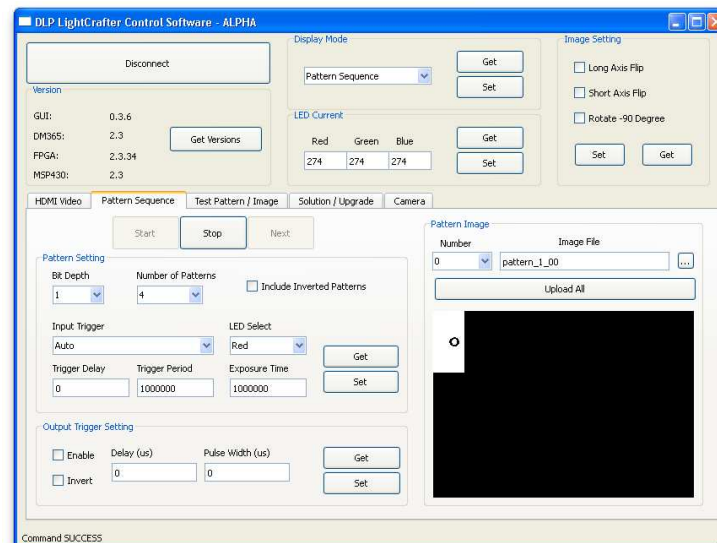 DLP LightCrafter Control Software - ALPHA
Disconnect
Version
GUI: 0.3.6
DM365: 2.3
FPGA: 2.3.34
MSP430: 2.3
Get Versions
Display Mode
Pattern Sequence
Get
Set
LED Current
Red Green Blue
274 274 274
Get
Set
Image Setting
Long Axis Flip
Short Axis Flip
Rotate -90 Degree
Set Get
HDMI Video Pattern Sequence Test Pattern / Image Solution / Upgrade Camera
Start Stop Next
Pattern Setting
Bit Depth Number of Patterns
1 4 Include Inverted Patterns
Input Trigger LED Select
Auto Red
Trigger Delay Trigger Period Exposure Time
0 1000000 1000000
Get
Set
Output Trigger Setting
Enable Delay (us) Pulse Width (us)
Invert 0 0
Get
Set
Pattern Image
Number Image File
0 pattern_1_00 ...
Upload All
0
Command SUCCESS